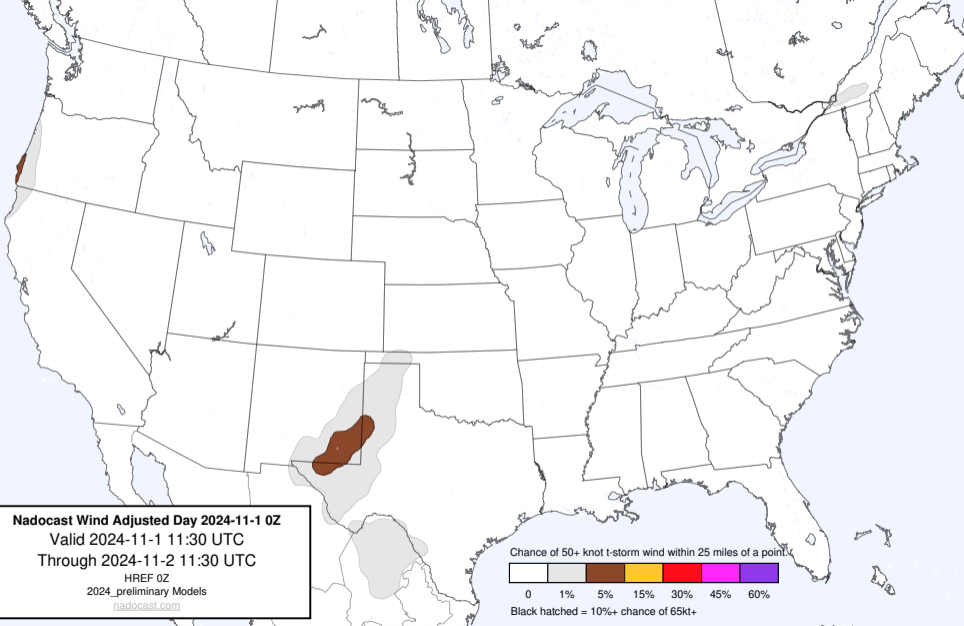 Nadocast Wind Adjusted Day 2024-11-1 0Z
Valid 2024-11-1 11:30 UTC
Through 2024-11-2 11:30 UTC
HREF 0Z
2024_preliminary Models
nadocast.com
Chance of 50+ knot t-storm wind within 25 miles of a point.
0 1% 5% 15% 30% 45% 60%
Black hatched = 10%+ chance of 65kt+